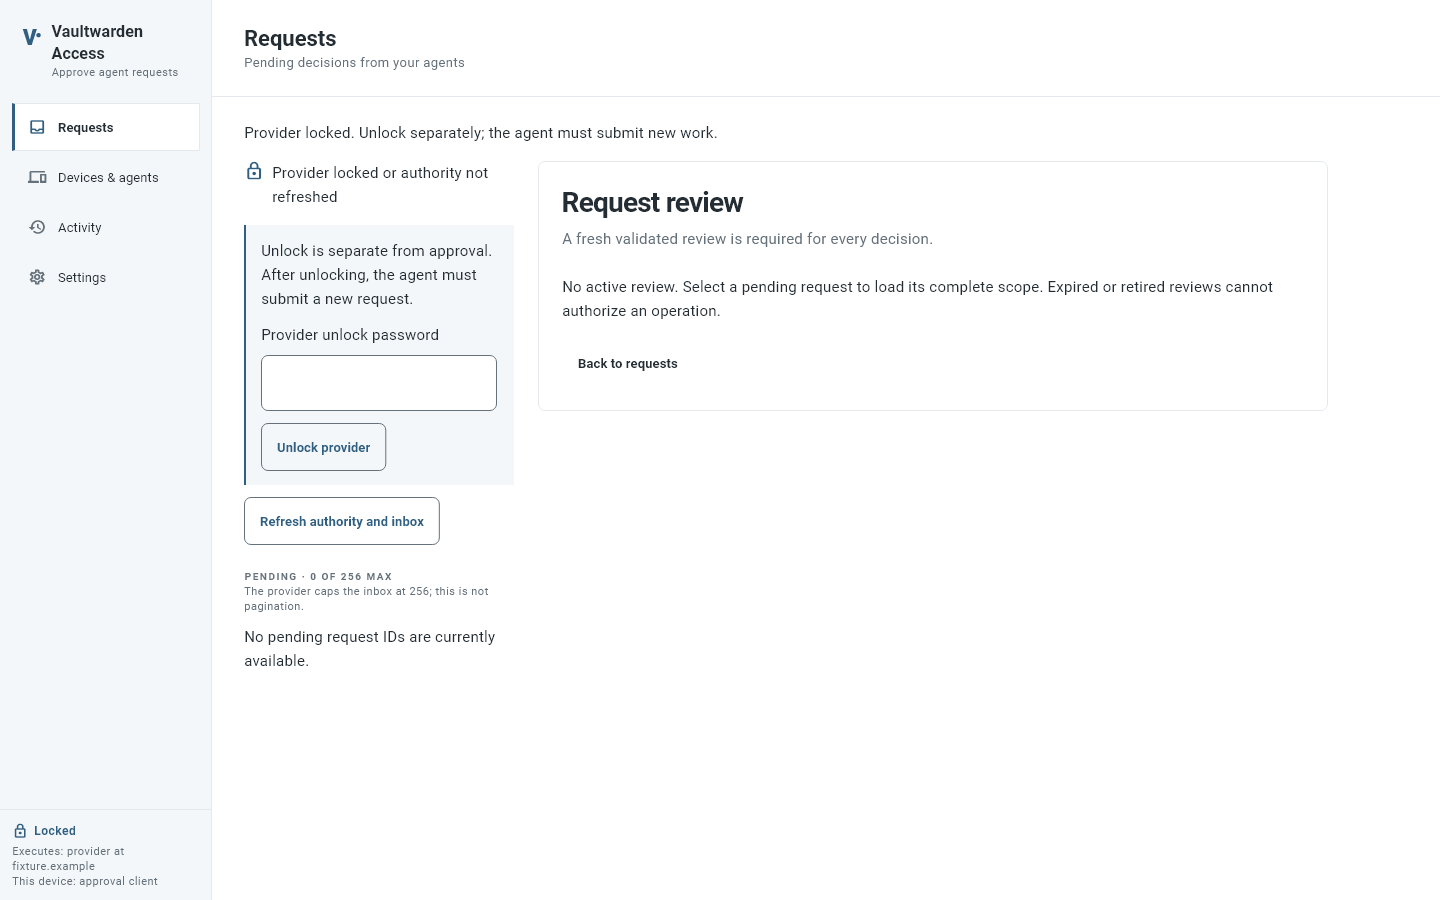 Vaultwarden
Access
Approve agent requests
Requests
Devices & agents
Activity
Settings
Locked
Executes: provider at
fixture.example
This device: approval client
Requests
Pending decisions from your agents
Provider locked. Unlock separately; the agent must submit new work.
Provider locked or authority not
refreshed
Unlock is separate from approval.
After unlocking, the agent must
submit a new request.
Provider unlock password
Unlock provider
Refresh authority and inbox
PENDING · 0 OF 256 MAX
The provider caps the inbox at 256; this is not
pagination.
No pending request IDs are currently
available.
Request review
A fresh validated review is required for every decision.
No active review. Select a pending request to load its complete scope. Expired or retired reviews cannot
authorize an operation.
Back to requests